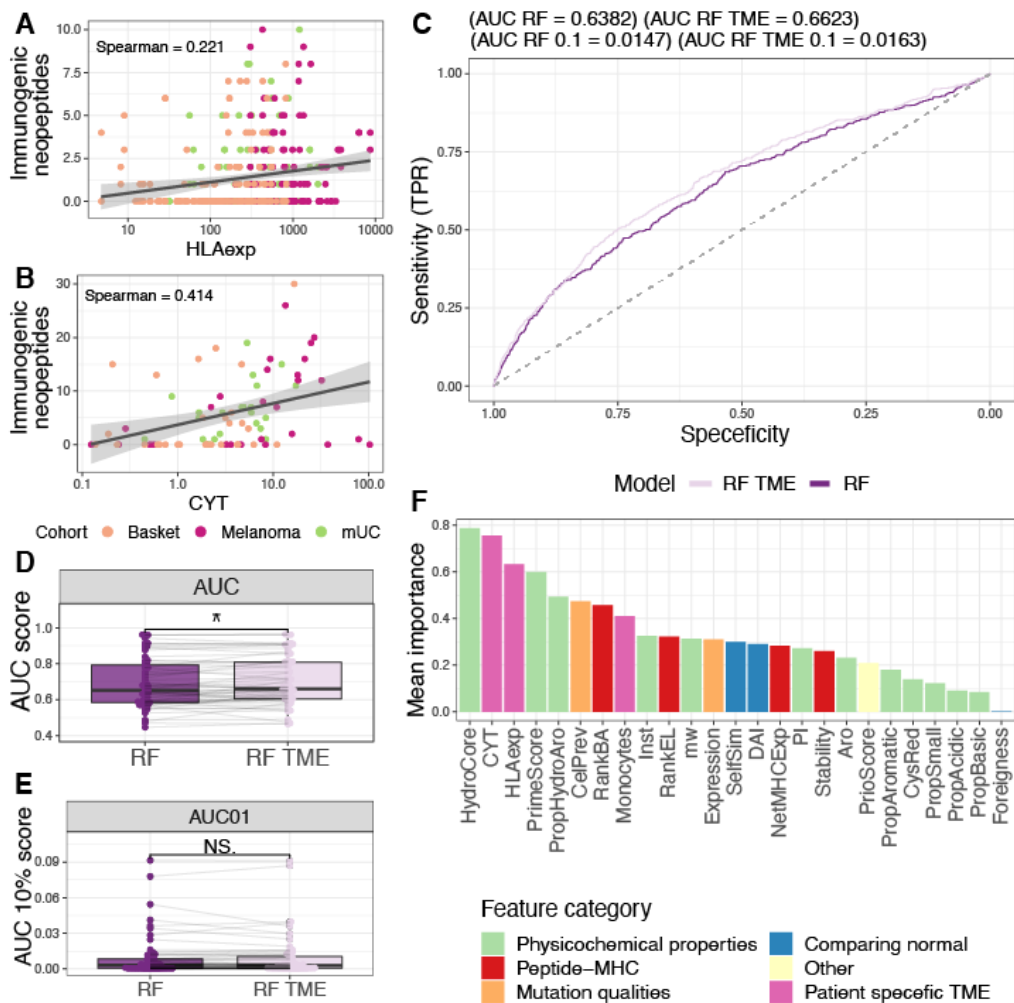 (AUC RF = 0.6382) (AUC RF TME = 0.6623)
(AUC RF 0.1 = 0.0147) (AUC RF TME 0.1 = 0.0163)
A
Spearman = 0.221
Immunogenic
neopeptides
10.0
7.5
5.0
2.5
0.0
10
100
1000
10000
HLAexp
B
Spearman = 0.414
Immunogenic
neopeptides
30
20
10
0
0.1
1.0
10.0
100.0
CYT
Cohort Basket Melanoma mUC
C
Sensitivity (TPR)
1.00
0.75
0.50
0.25
0.00
1.00
0.75
0.50
0.25
0.00
Speceficity
Model RF TME RF
D
AUC
*
AUC score
1.0
0.8
0.6
0.4
RF
RF TME
E
AUC01
NS.
AUC 10% score
0.09
0.06
0.03
0.00
RF
RF TME
F
Mean importance
0.8
0.6
0.4
0.2
0.0
HydroCore
CYT
HLAexp
PrimeScore
PropHydroAro
CelPrev
RankBA
Monocytes
Inst
RankEL
mw
Expression
SelfSim
DAI
NetMHCExp
PI
Stability
Aro
PrioScore
PropAromatic
CysRed
PropSmall
PropAcidic
PropBasic
Foreigness
Feature category
Physicochemical properties
Peptide−MHC
Mutation qualities
Comparing normal
Other
Patient specefic TME